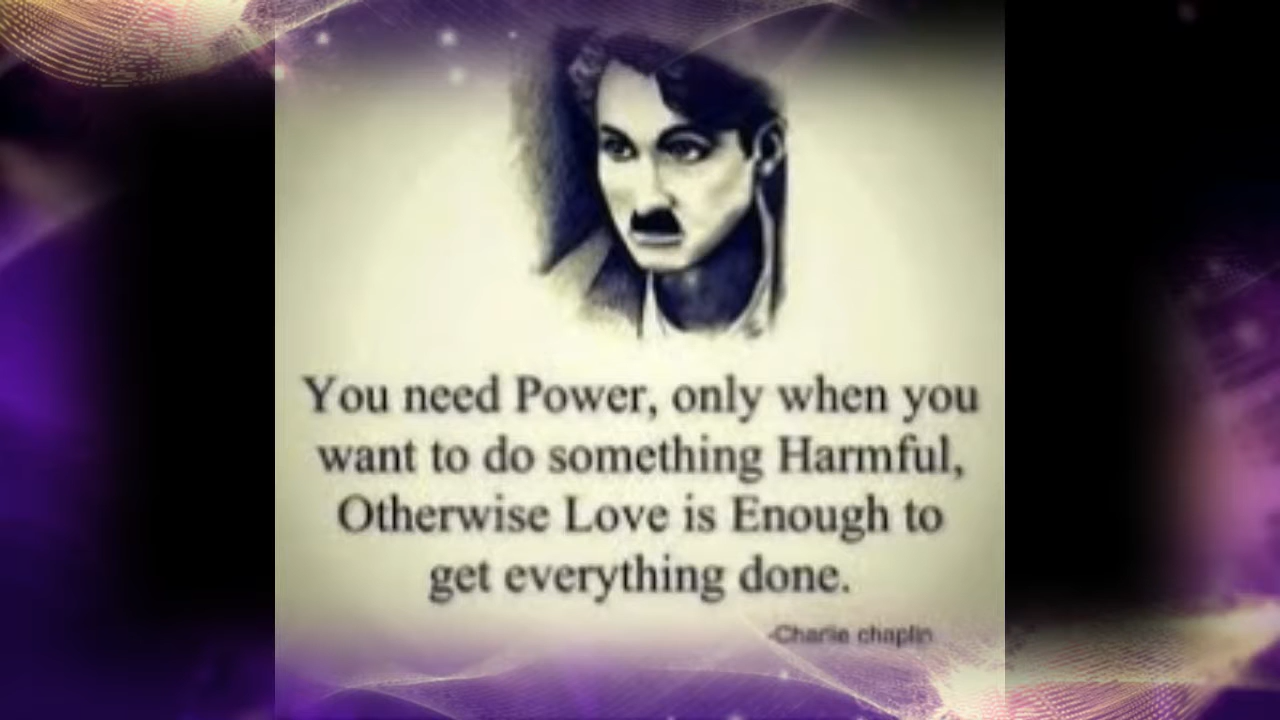 You need Power, only when you
want to do something Harmful,
Otherwise Love is Enough to
get everything done.
-Charlie chaplin